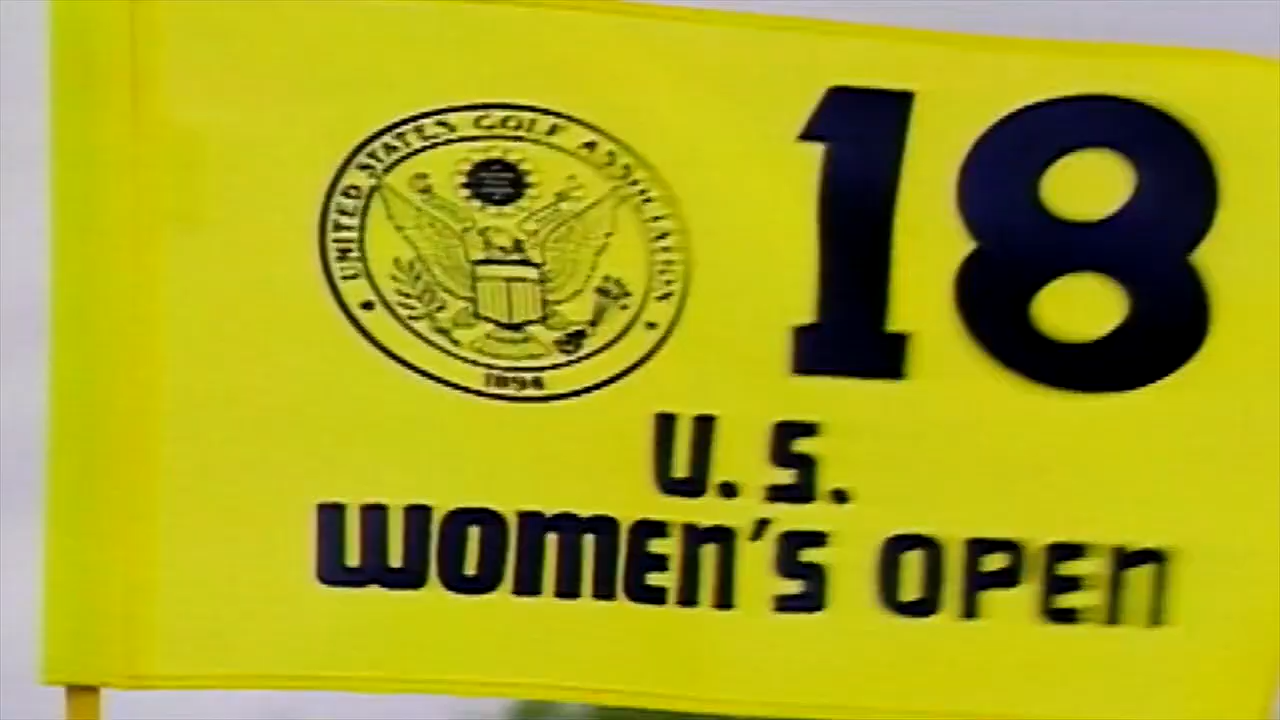 UNITED STATES GOLF ASSOCIATION
1894
18
U.S.
WOMEN'S OPEN